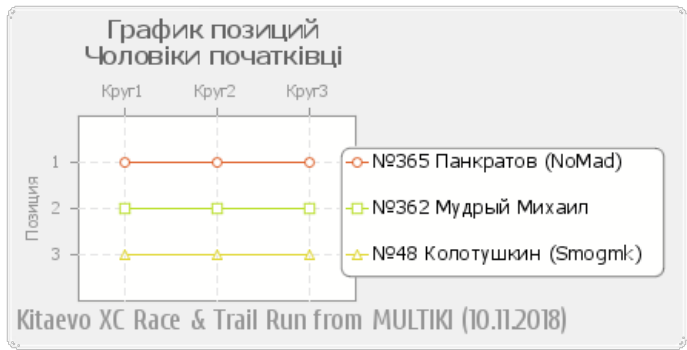 График позиций
Чоловіки початківці
Круг1 Круг2 Круг3
Позиция
1
2
3
№365 Панкратов (NoMad)
№362 Мудрый Михаил
№48 Колотушкин (Smogmk)
Kitaevo XC Race & Trail Run from MULTIKI (10.11.2018)